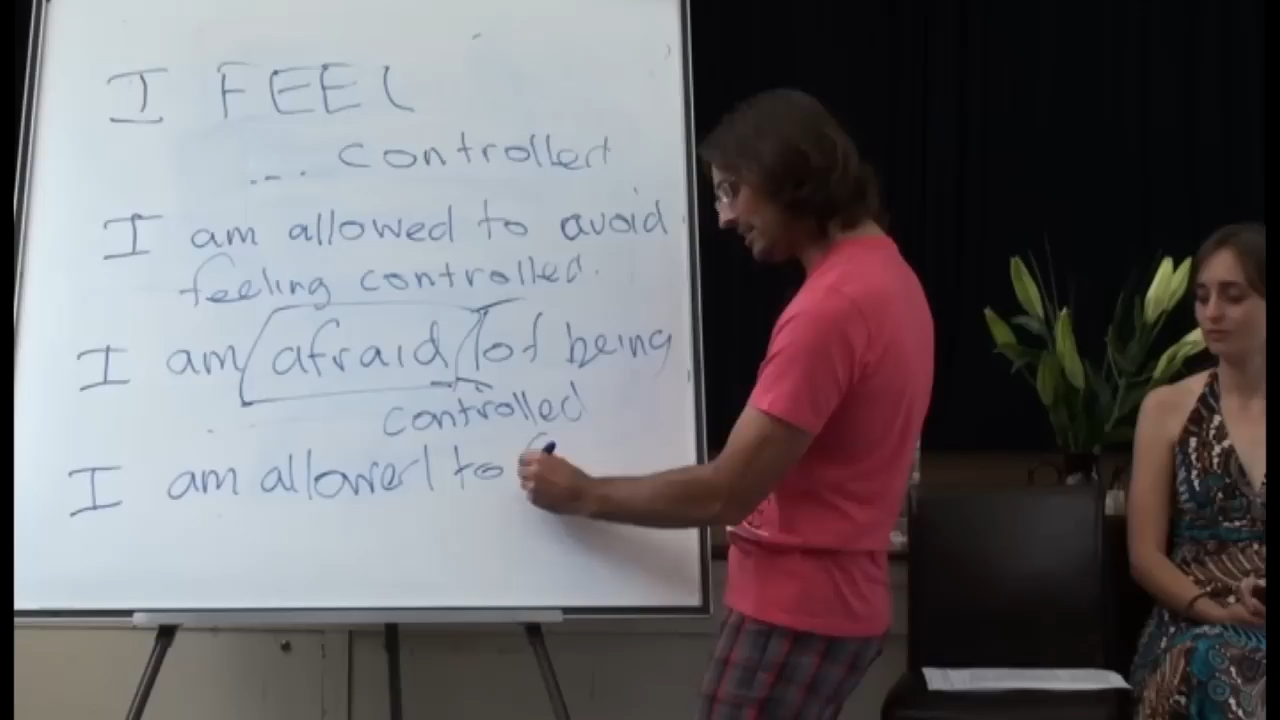 I FEEL
... controlled
I am allowed to avoid
feeling controlled.
I am afraid of being
controlled
I am allowed to